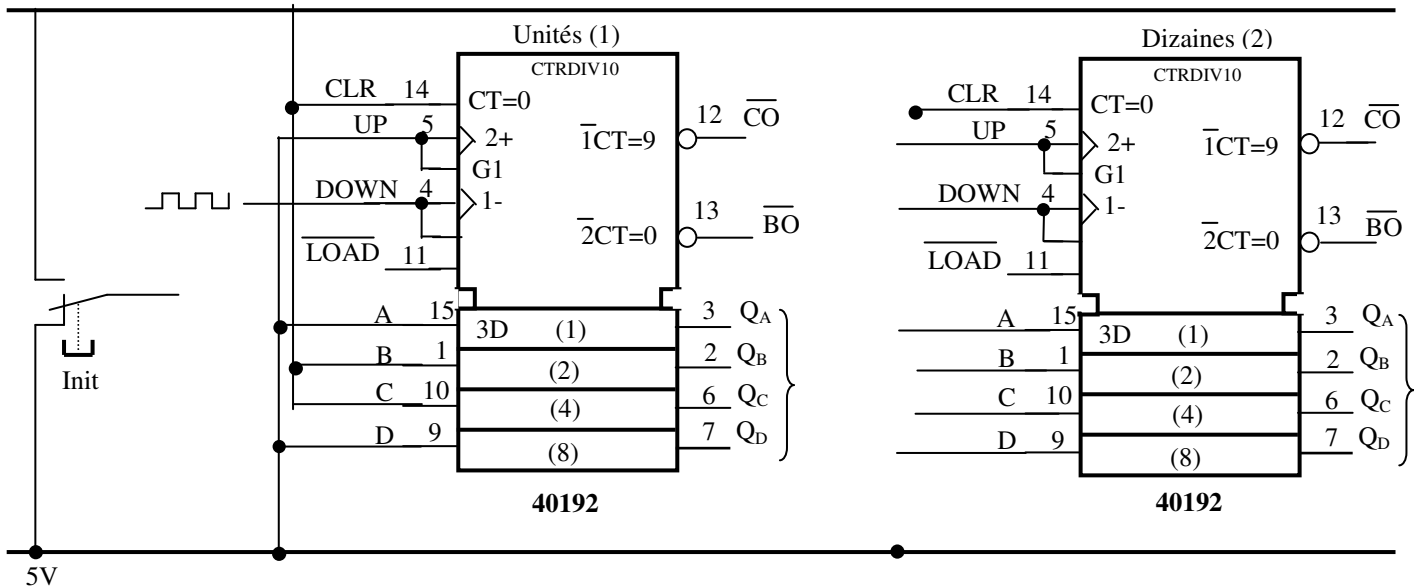 Unités (1)
CTRDIV10
CLR 14
CT=0
UP 5
2+
G1
DOWN 4
1-
LOAD 11
1CT=9
12 CO
2CT=0
13 BO
A 15
3D (1)
3 QA
B 1
(2)
2 QB
C 10
(4)
6 QC
D 9
(8)
7 QD
40192
Dizaines (2)
CTRDIV10
CLR 14
CT=0
UP 5
2+
G1
DOWN 4
1-
LOAD 11
1CT=9
12 CO
2CT=0
13 BO
A 15
3D (1)
3 QA
B 1
(2)
2 QB
C 10
(4)
6 QC
D 9
(8)
7 QD
40192
Init
5V